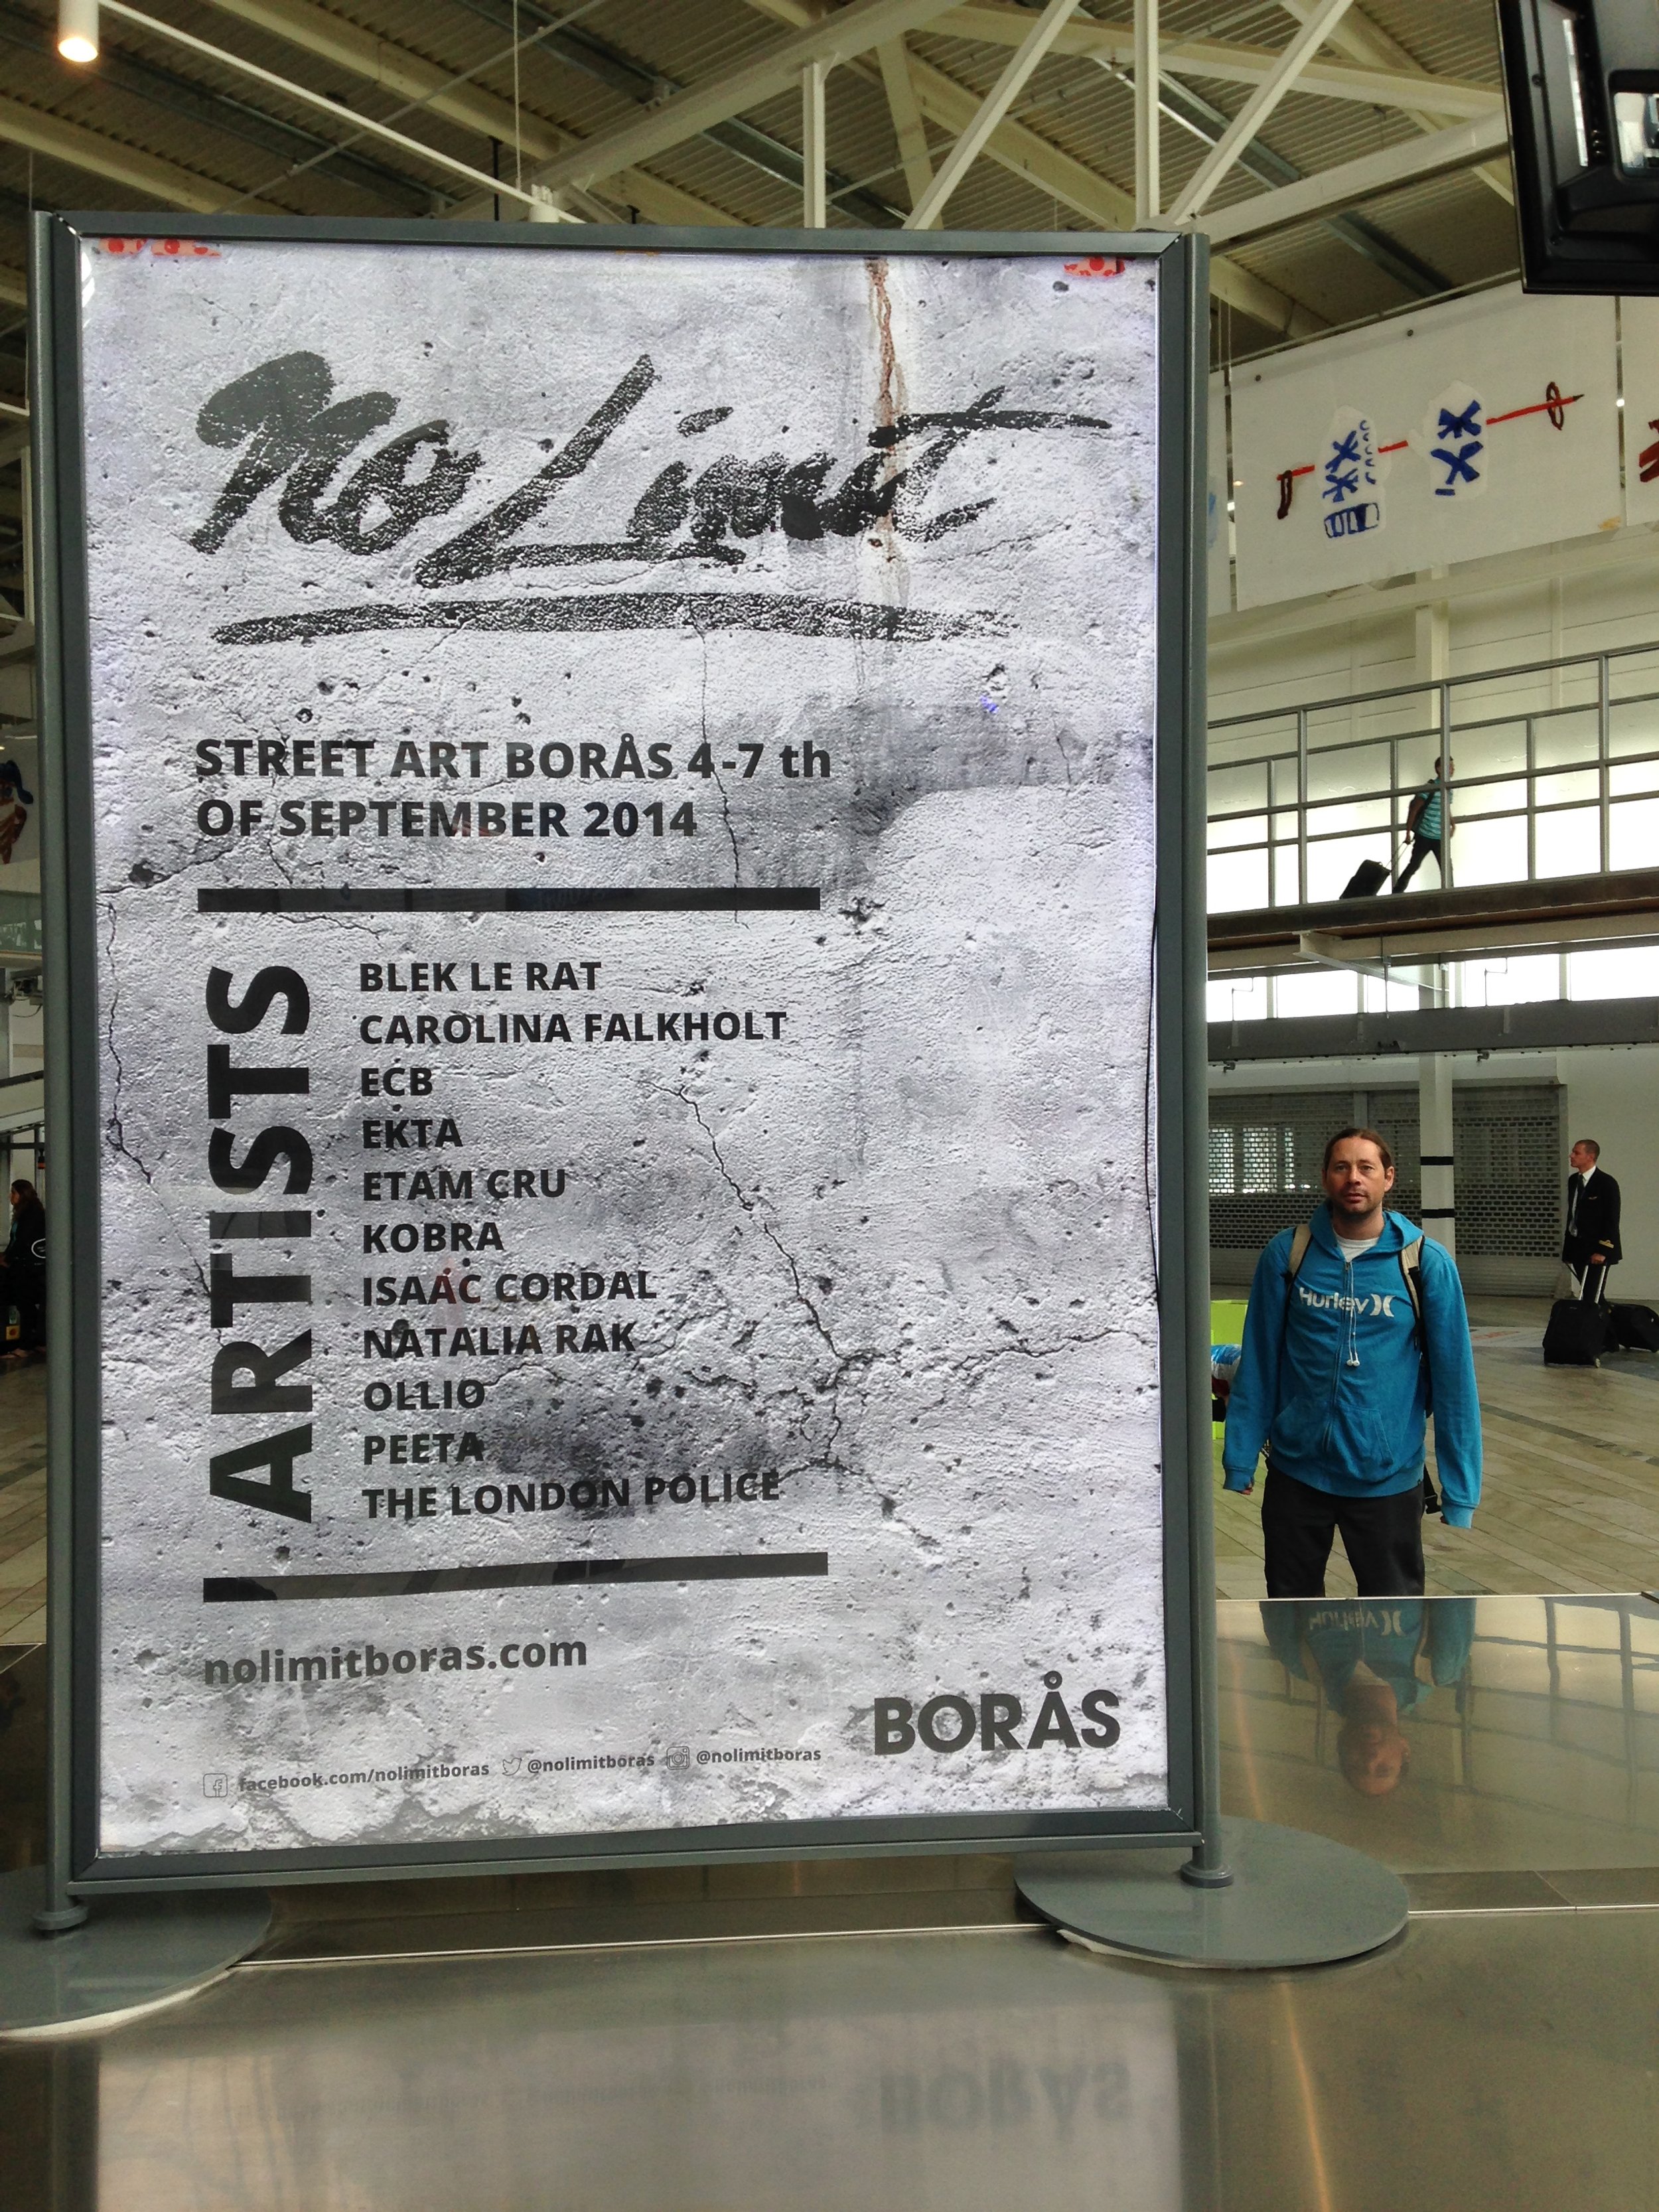 No Limit
STREET ART BORÅS 4-7 th
OF SEPTEMBER 2014
ARTISTS
BLEK LE RAT
CAROLINA FALKHOLT
ECB
EKTA
ETAM CRU
KOBRA
ISAAC CORDAL
NATALIA RAK
OLLIO
PEETA
THE LONDON POLICE
nolimitboras.com
BORÅS
facebook.com/nolimitboras @nolimitboras @nolimitboras
Hurley